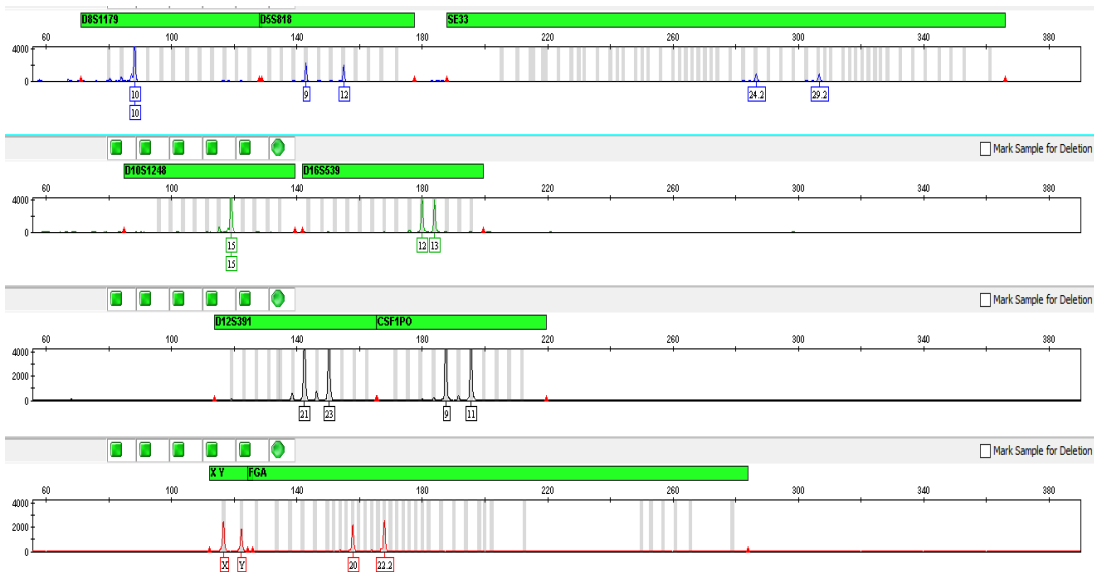 D8S1179 D5S818 SE33
60 100 140 180 220 260 300 340 380
4000
0
10 9 12 24.2 29.2
10
Mark Sample for Deletion
D10S1248 D16S539
60 100 140 180 220 260 300 340 380
4000
0
15 12 13
15
Mark Sample for Deletion
D12S391 CSF1PO
60 100 140 180 220 260 300 340 380
4000
2000
0
21 23 9 11
Mark Sample for Deletion
X Y FGA
60 100 140 180 220 260 300 340 380
4000
2000
0
X Y 20 22.2